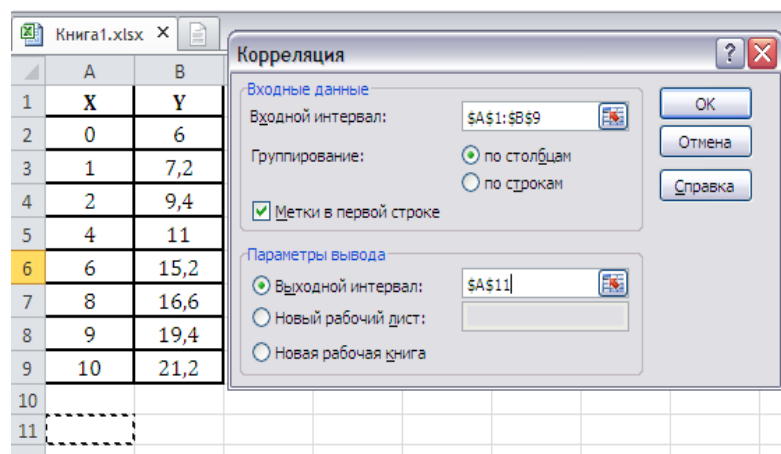 Книга1.xlsx
A B
1 X Y
2 0 6
3 1 7,2
4 2 9,4
5 4 11
6 6 15,2
7 8 16,6
8 9 19,4
9 10 21,2
10
11
Корреляция
Входные данные
Входной интервал: $A$1:$B$9
Группирование: по столбцам
по строкам
Метки в первой строке
Параметры вывода
Выходной интервал: $A$11
Новый рабочий лист:
Новая рабочая книга
?
OK
Отмена
Справка